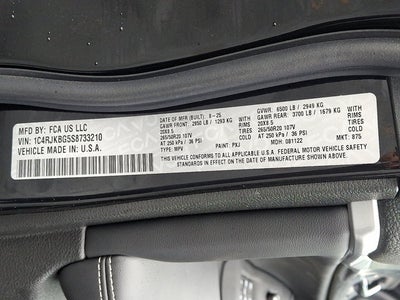 MFD BY: FCA US LLC
VIN: 1C4RJKBG5S8733210
VEHICLE MADE IN U.S.A.
DATE OF MFR (BUILT): 8-25
GAWR FRONT: 2950 LB / 1293 KG
TIRES
265/50R20 107V
AT 250 kPa / 36 PSI
TYPE: MPV
RIMS
20X8.5
COLD
PAINT: PXJ
GVWR: 6500 LB / 2949 KG
GAWR REAR: 3700 LB / 1679 KG
TIRES
265/50R20 107V
AT 250 kPa / 36 PSI
MDH: 081122
RIMS
20X8.5
COLD
MKT: 875
THIS VEHICLE CONFORMS TO ALL APPLICABLE U.S.A. FEDERAL MOTOR
VEHICLE SAFETY STANDARDS IN EFFECT ON THE DATE OF MANUFACTURE SHOWN ABOVE.